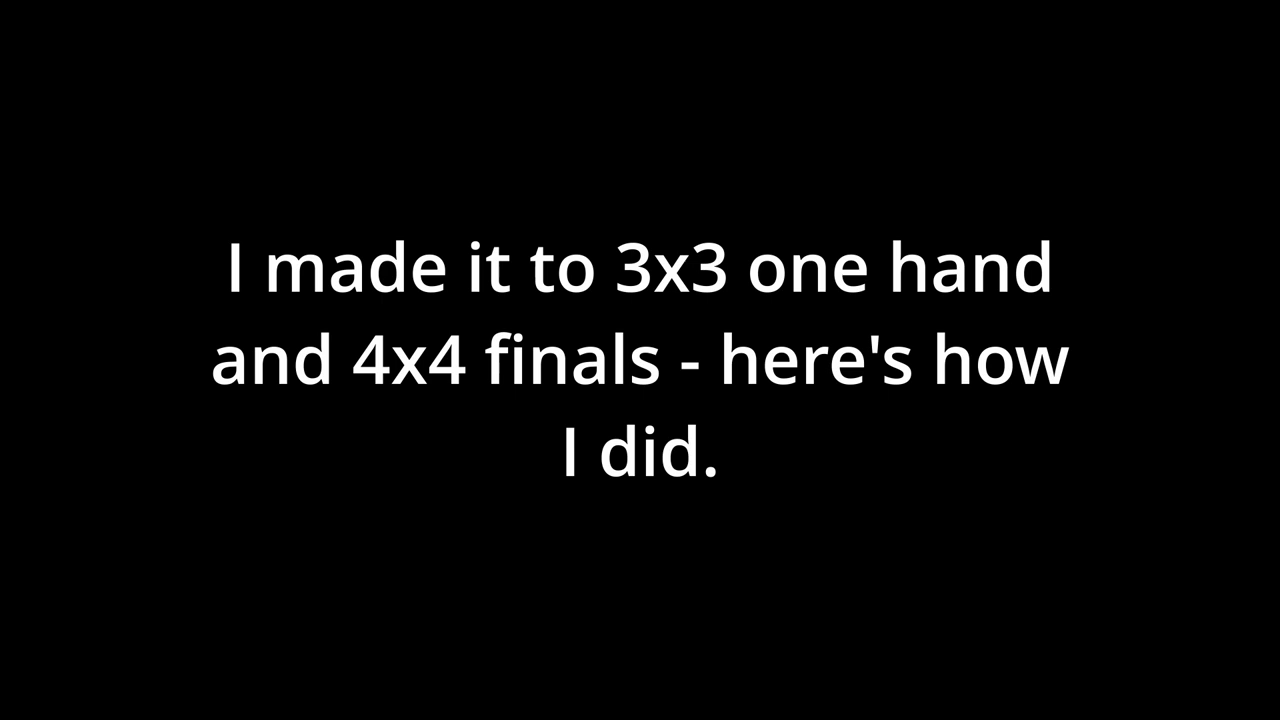 I made it to 3x3 one hand
and 4x4 finals - here's how
I did.